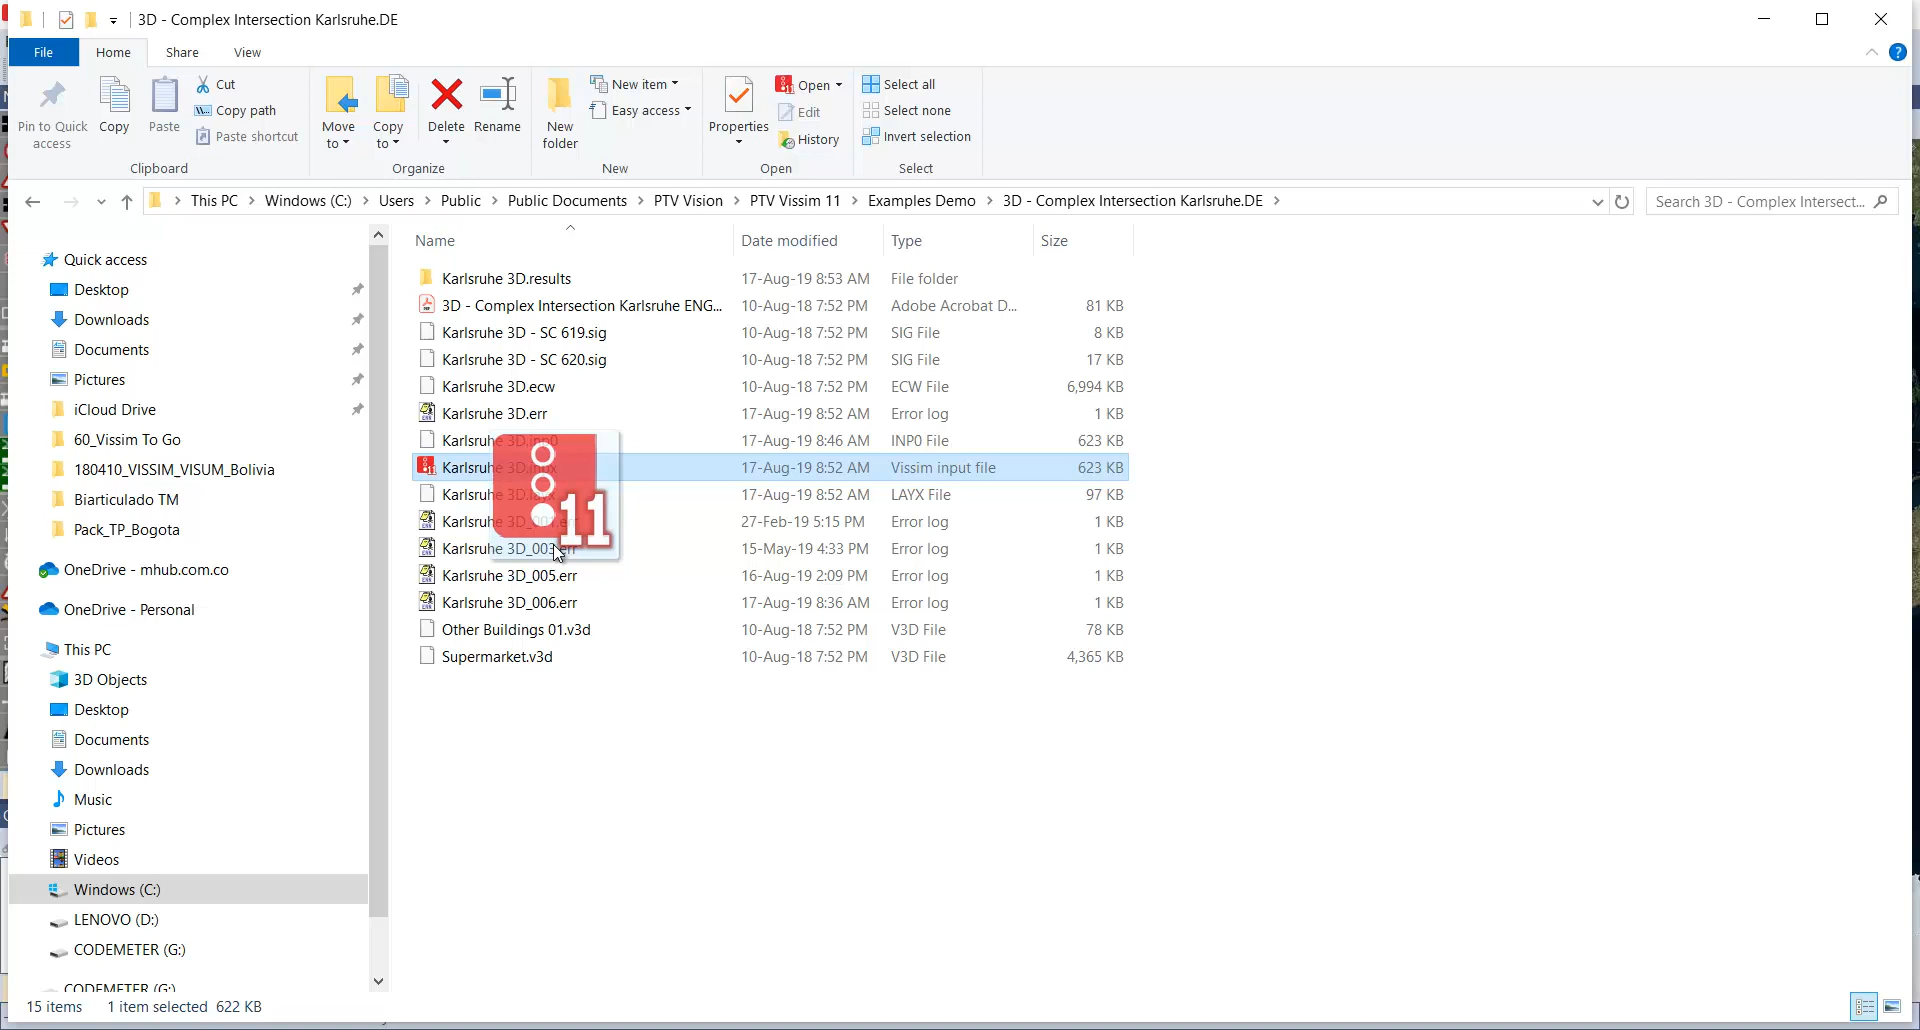 3D - Complex Intersection Karlsruhe.DE
File Home Share View
Pin to Quick access
Copy
Paste
Cut
Copy path
Paste shortcut
Clipboard
Move to
Copy to
Delete
Rename
Organize
New folder
New item
Easy access
New
Properties
Open
Edit
History
Open
Select all
Select none
Invert selection
Select
This PC Windows (C:) Users Public Public Documents PTV Vision PTV Vissim 11 Examples Demo 3D - Complex Intersection Karlsruhe.DE
Search 3D - Complex Intersect...
Quick access
Desktop
Downloads
Documents
Pictures
iCloud Drive
60_Vissim To Go
180410_VISSIM_VISUM_Bolivia
Biarticulado TM
Pack_TP_Bogota
OneDrive - mhub.com.co
OneDrive - Personal
This PC
3D Objects
Desktop
Documents
Downloads
Music
Pictures
Videos
Windows (C:)
LENOVO (D:)
CODEMETER (G:)
CODEMETER (G:)
Name Date modified Type Size
Karlsruhe 3D.results 17-Aug-19 8:53 AM File folder
3D - Complex Intersection Karlsruhe ENG... 10-Aug-18 7:52 PM Adobe Acrobat D... 81 KB
Karlsruhe 3D - SC 619.sig 10-Aug-18 7:52 PM SIG File 8 KB
Karlsruhe 3D - SC 620.sig 10-Aug-18 7:52 PM SIG File 17 KB
Karlsruhe 3D.ecw 10-Aug-18 7:52 PM ECW File 6,994 KB
Karlsruhe 3D.err 17-Aug-19 8:52 AM Error log 1 KB
Karlsruhe 3D.inp0 17-Aug-19 8:46 AM INP0 File 623 KB
Karlsruhe 3D.inpx 17-Aug-19 8:52 AM Vissim input file 623 KB
Karlsruhe 3D.layx 17-Aug-19 8:52 AM LAYX File 97 KB
Karlsruhe 3D_001.err 27-Feb-19 5:15 PM Error log 1 KB
Karlsruhe 3D_003.err 15-May-19 4:33 PM Error log 1 KB
Karlsruhe 3D_005.err 16-Aug-19 2:09 PM Error log 1 KB
Karlsruhe 3D_006.err 17-Aug-19 8:36 AM Error log 1 KB
Other Buildings 01.v3d 10-Aug-18 7:52 PM V3D File 78 KB
Supermarket.v3d 10-Aug-18 7:52 PM V3D File 4,365 KB
11
15 items 1 item selected 622 KB